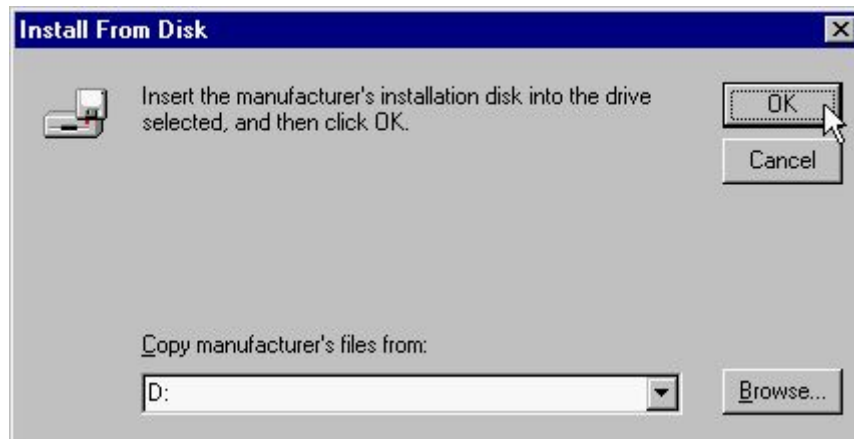 Install From Disk
Insert the manufacturer's installation disk into the drive
selected, and then click OK.
OK
Cancel
Copy manufacturer's files from:
D:
Browse...